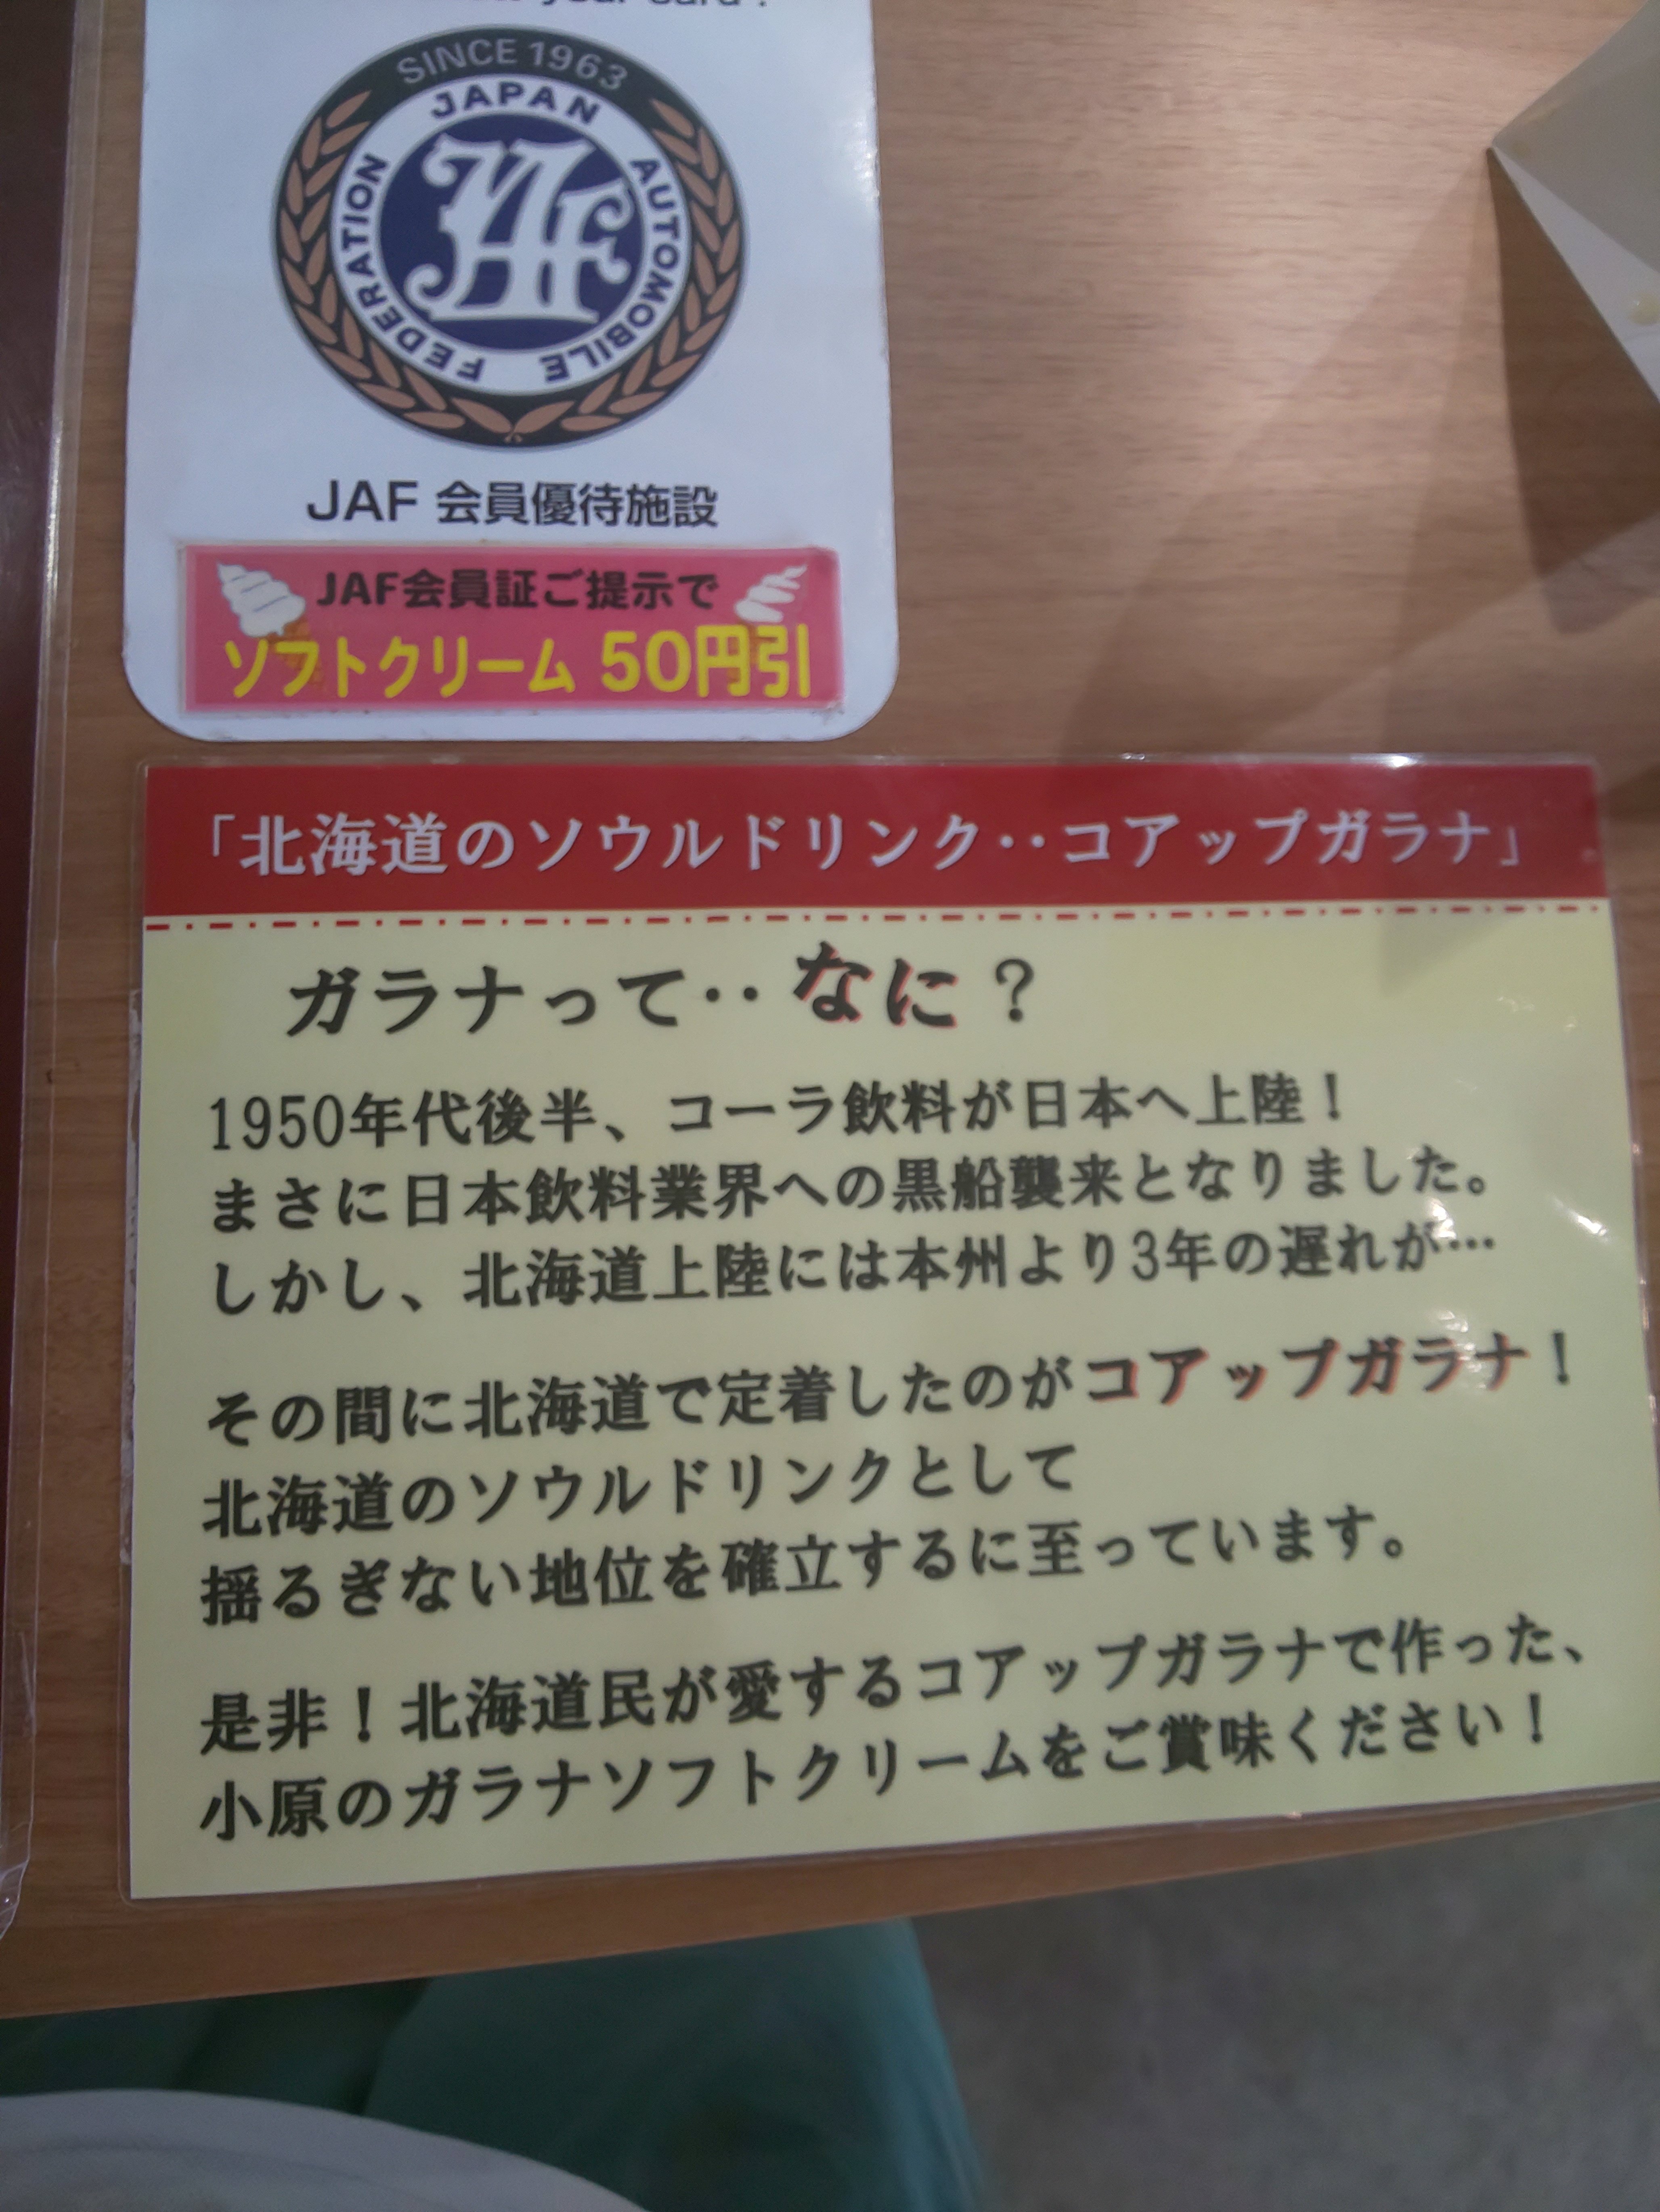 your card !
SINCE 1963
JAPAN AUTOMOBILE FEDERATION
JAF
JAF 会員優待施設
JAF会員証ご提示で
ソフトクリーム 50円引
「北海道のソウルドリンク‥コアップガラナ」
ガラナって‥なに？
1950年代後半、コーラ飲料が日本へ上陸！
まさに日本飲料業界への黒船襲来となりました。
しかし、北海道上陸には本州より3年の遅れが…
その間に北海道で定着したのがコアップガラナ！
北海道のソウルドリンクとして
揺るぎない地位を確立するに至っています。
是非！北海道民が愛するコアップガラナで作った、
小原のガラナソフトクリームをご賞味ください！